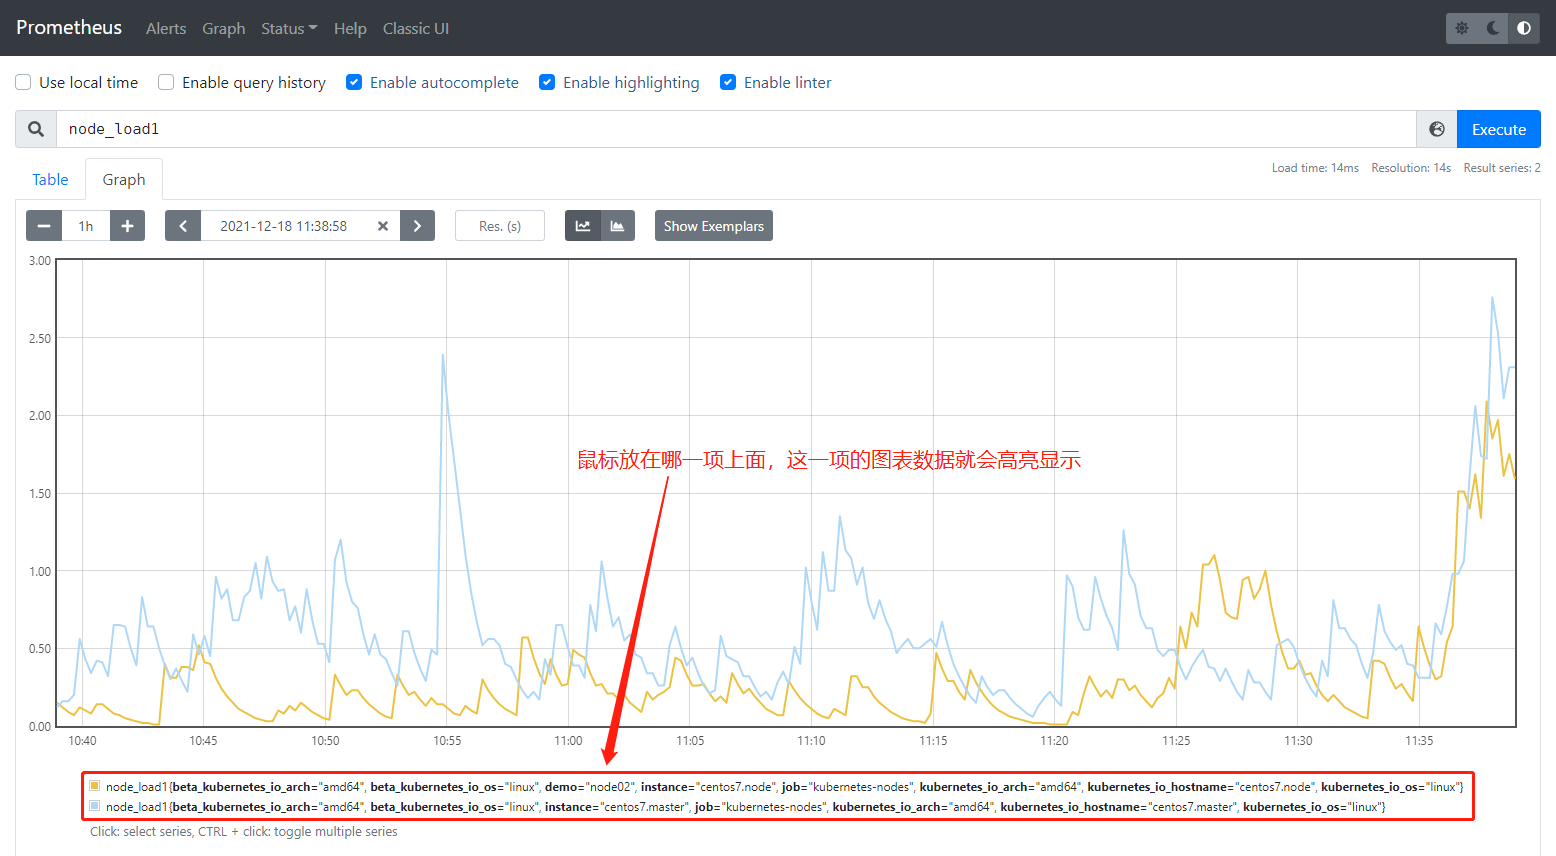 Prometheus Alerts Graph Status Help Classic UI
Use local time Enable query history Enable autocomplete Enable highlighting Enable linter
node_load1 Execute
Table Graph Load time: 14ms Resolution: 14s Result series: 2
1h 2021-12-18 11:38:58 Res. (s) Show Exemplars
3.00
2.50
2.00
鼠标放在哪一项上面，这一项的图表数据就会高亮显示
1.50
1.00
0.50
0.00
10:40 10:45 10:50 10:55 11:00 11:05 11:10 11:15 11:20 11:25 11:30 11:35
node_load1{beta_kubernetes_io_arch="amd64", beta_kubernetes_io_os="linux", demo="node02", instance="centos7.node", job="kubernetes-nodes", kubernetes_io_arch="amd64", kubernetes_io_hostname="centos7.node", kubernetes_io_os="linux"}
node_load1{beta_kubernetes_io_arch="amd64", beta_kubernetes_io_os="linux", instance="centos7.master", job="kubernetes-nodes", kubernetes_io_arch="amd64", kubernetes_io_hostname="centos7.master", kubernetes_io_os="linux"}
Click: select series, CTRL + click: toggle multiple series